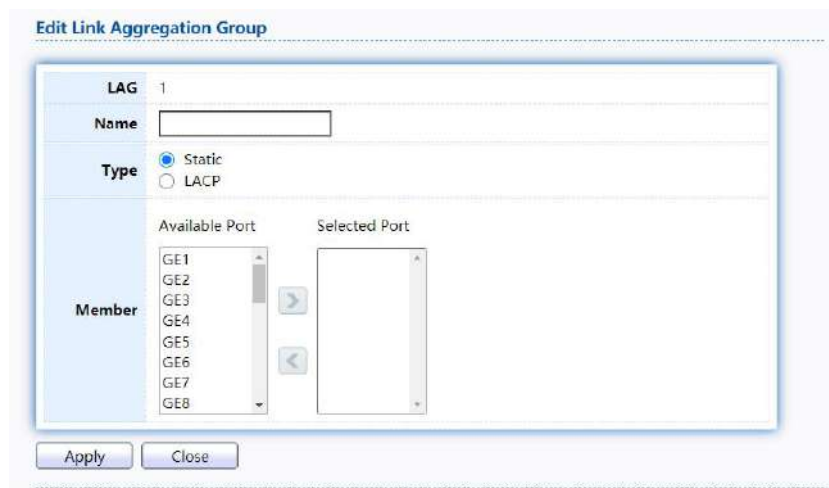 Edit Link Aggregation Group
LAG 1
Name
Type
Static
LACP
Available Port Selected Port
Member
GE1
GE2
GE3
GE4
GE5
GE6
GE7
GE8
Apply Close